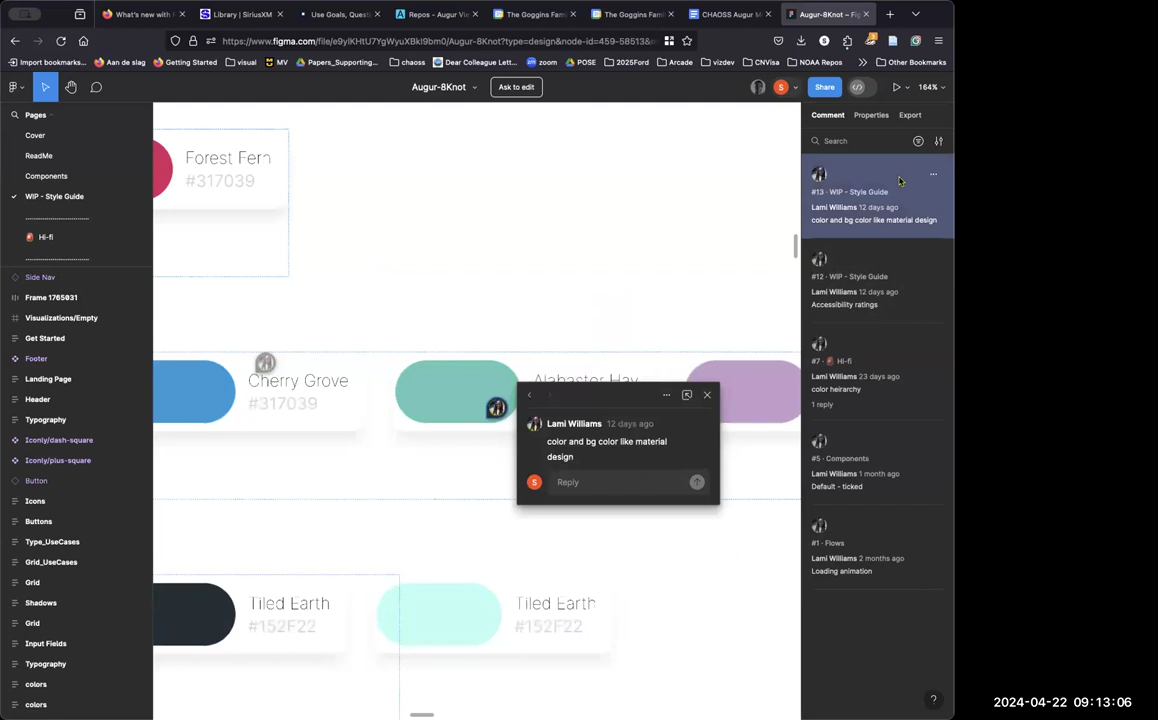 What's new with F
Library | SiriusXM
Use Goals, Questi
Repos - Augur Vie
The Goggins Fami
The Goggins Famil
CHAOSS Augur M
Augur-8Knot – Fig
https://www.figma.com/file/e9ylKHtU7YgWyuXBkl9bm0/Augur-8Knot?type=design&node-id=459-58513&
Import bookmarks...
Aan de slag
Getting Started
visual
MV
Papers_Supporting...
chaoss
Dear Colleague Lett...
zoom
POSE
2025Ford
Arcade
vizdev
CNVisa
NOAA Repos
Other Bookmarks
Augur-8Knot
Ask to edit
S
Share
164%
Pages
Cover
ReadMe
Components
WIP - Style Guide
Hi-fi
Side Nav
Frame 1765031
Visualizations/Empty
Get Started
Footer
Landing Page
Header
Typography
Iconly/dash-square
Iconly/plus-square
Button
Icons
Buttons
Type_UseCases
Grid_UseCases
Grid
Shadows
Grid
Input Fields
Typography
colors
colors
Forest Fern
#317039
Cherry Grove
#317039
Alabaster Hay
Lami Williams 12 days ago
color and bg color like material
design
S
Reply
Tiled Earth
#152F22
Tiled Earth
#152F22
Comment
Properties
Export
Search
#13 · WIP - Style Guide
Lami Williams 12 days ago
color and bg color like material design
#12 · WIP - Style Guide
Lami Williams 12 days ago
Accessibility ratings
#7 · Hi-fi
Lami Williams 23 days ago
color heirarchy
1 reply
#5 · Components
Lami Williams 1 month ago
Default - ticked
#1 · Flows
Lami Williams 2 months ago
Loading animation
?
2024-04-22 09:13:06